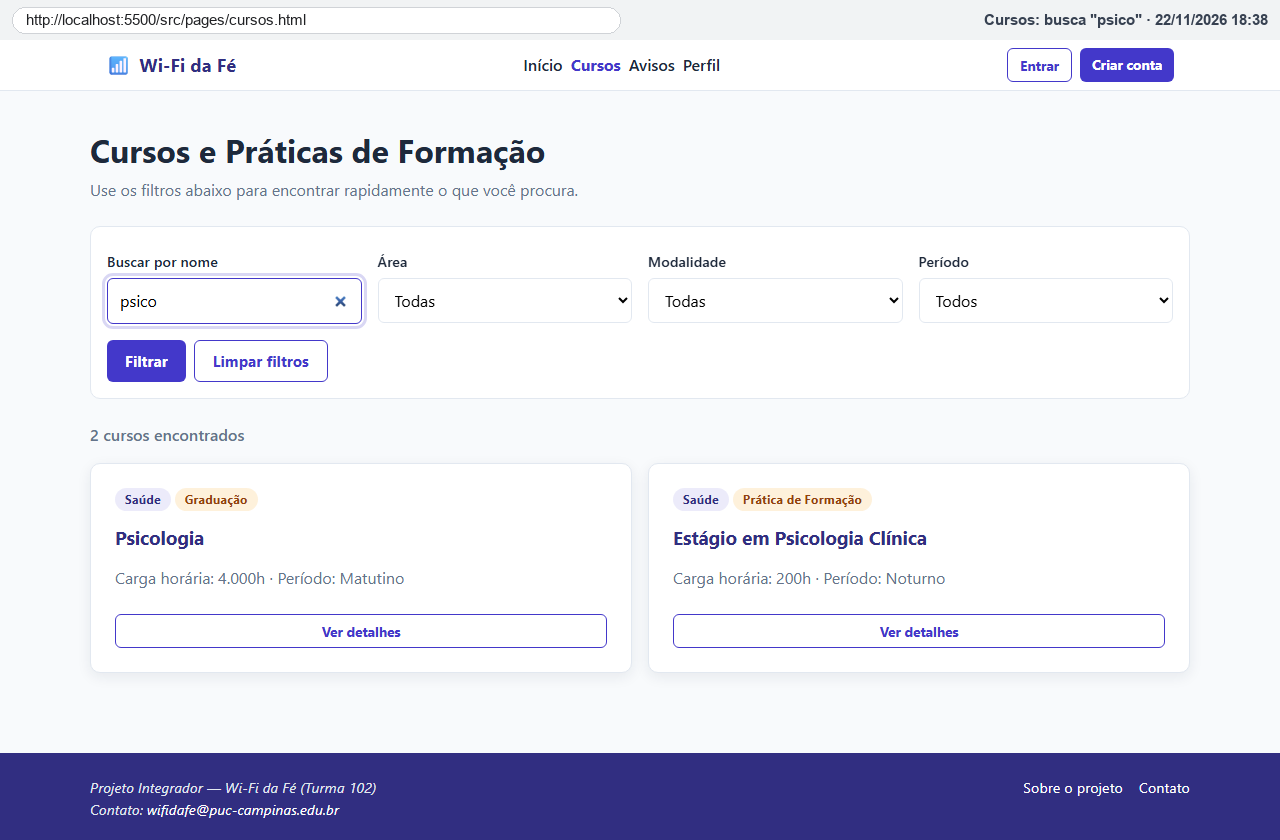 http://localhost:5500/src/pages/cursos.html
Cursos: busca "psico" · 22/11/2026 18:38
Wi-Fi da Fé
Início Cursos Avisos Perfil
Entrar
Criar conta
Cursos e Práticas de Formação
Use os filtros abaixo para encontrar rapidamente o que você procura.
Buscar por nome
Área
Modalidade
Período
psico
Todas
Todas
Todos
Filtrar
Limpar filtros
2 cursos encontrados
Saúde Graduação
Psicologia
Carga horária: 4.000h · Período: Matutino
Ver detalhes
Saúde Prática de Formação
Estágio em Psicologia Clínica
Carga horária: 200h · Período: Noturno
Ver detalhes
Projeto Integrador — Wi-Fi da Fé (Turma 102)
Contato: wifidafe@puc-campinas.edu.br
Sobre o projeto Contato